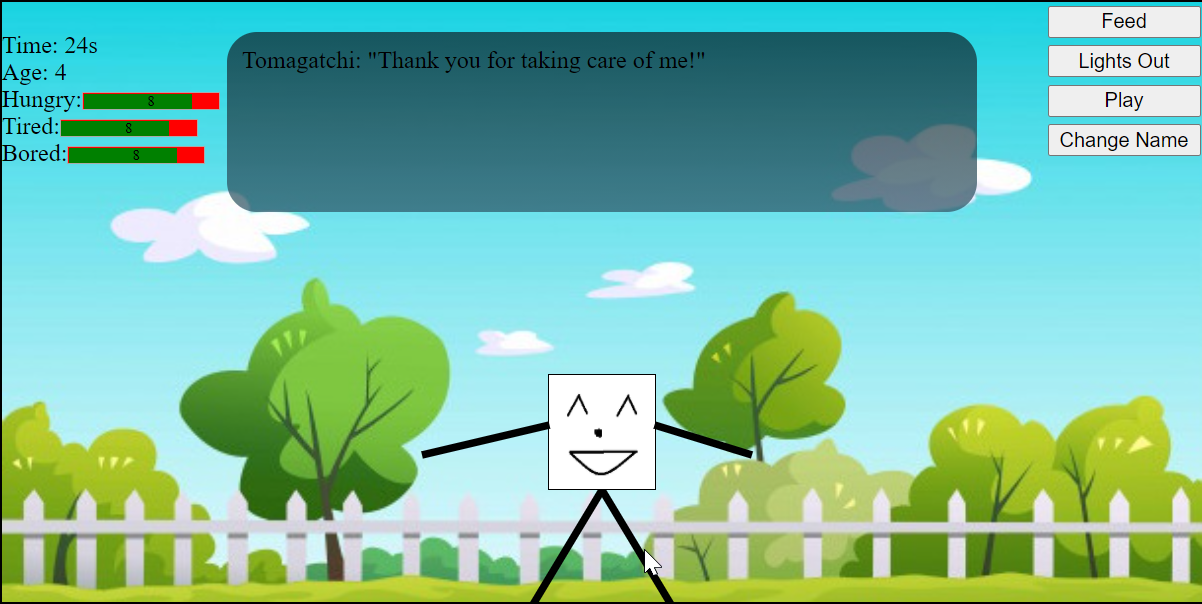 Time: 24s
Age: 4
Hungry: 8
Tired: 8
Bored: 8
Tomagatchi: "Thank you for taking care of me!"
Feed
Lights Out
Play
Change Name